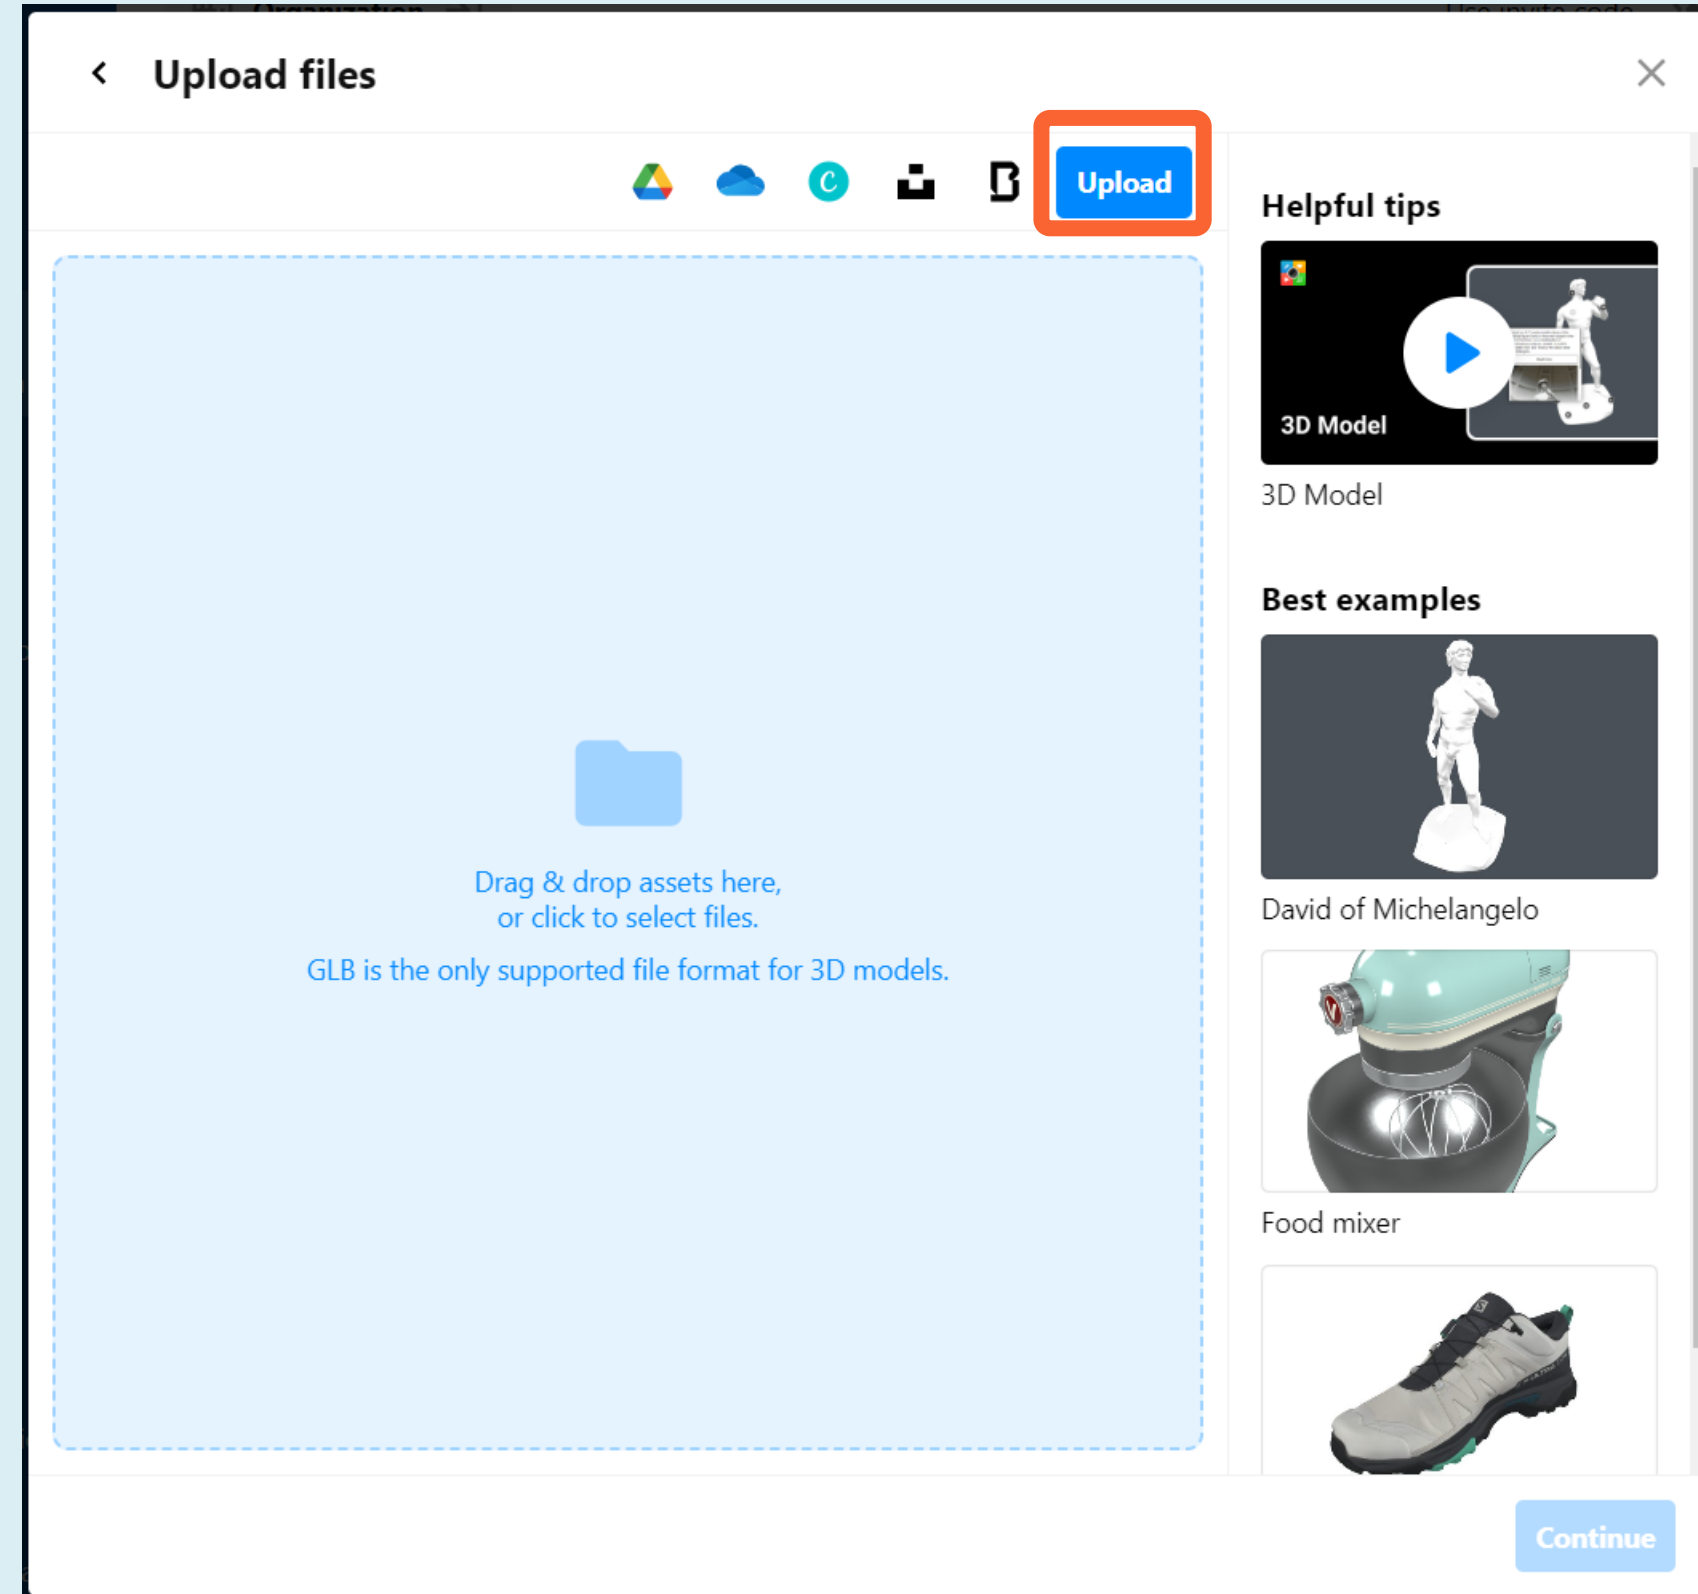 Upload files
Upload
Helpful tips
3D Model
3D Model
Best examples
David of Michelangelo
Food mixer
Drag & drop assets here,
or click to select files.
GLB is the only supported file format for 3D models.
Continue